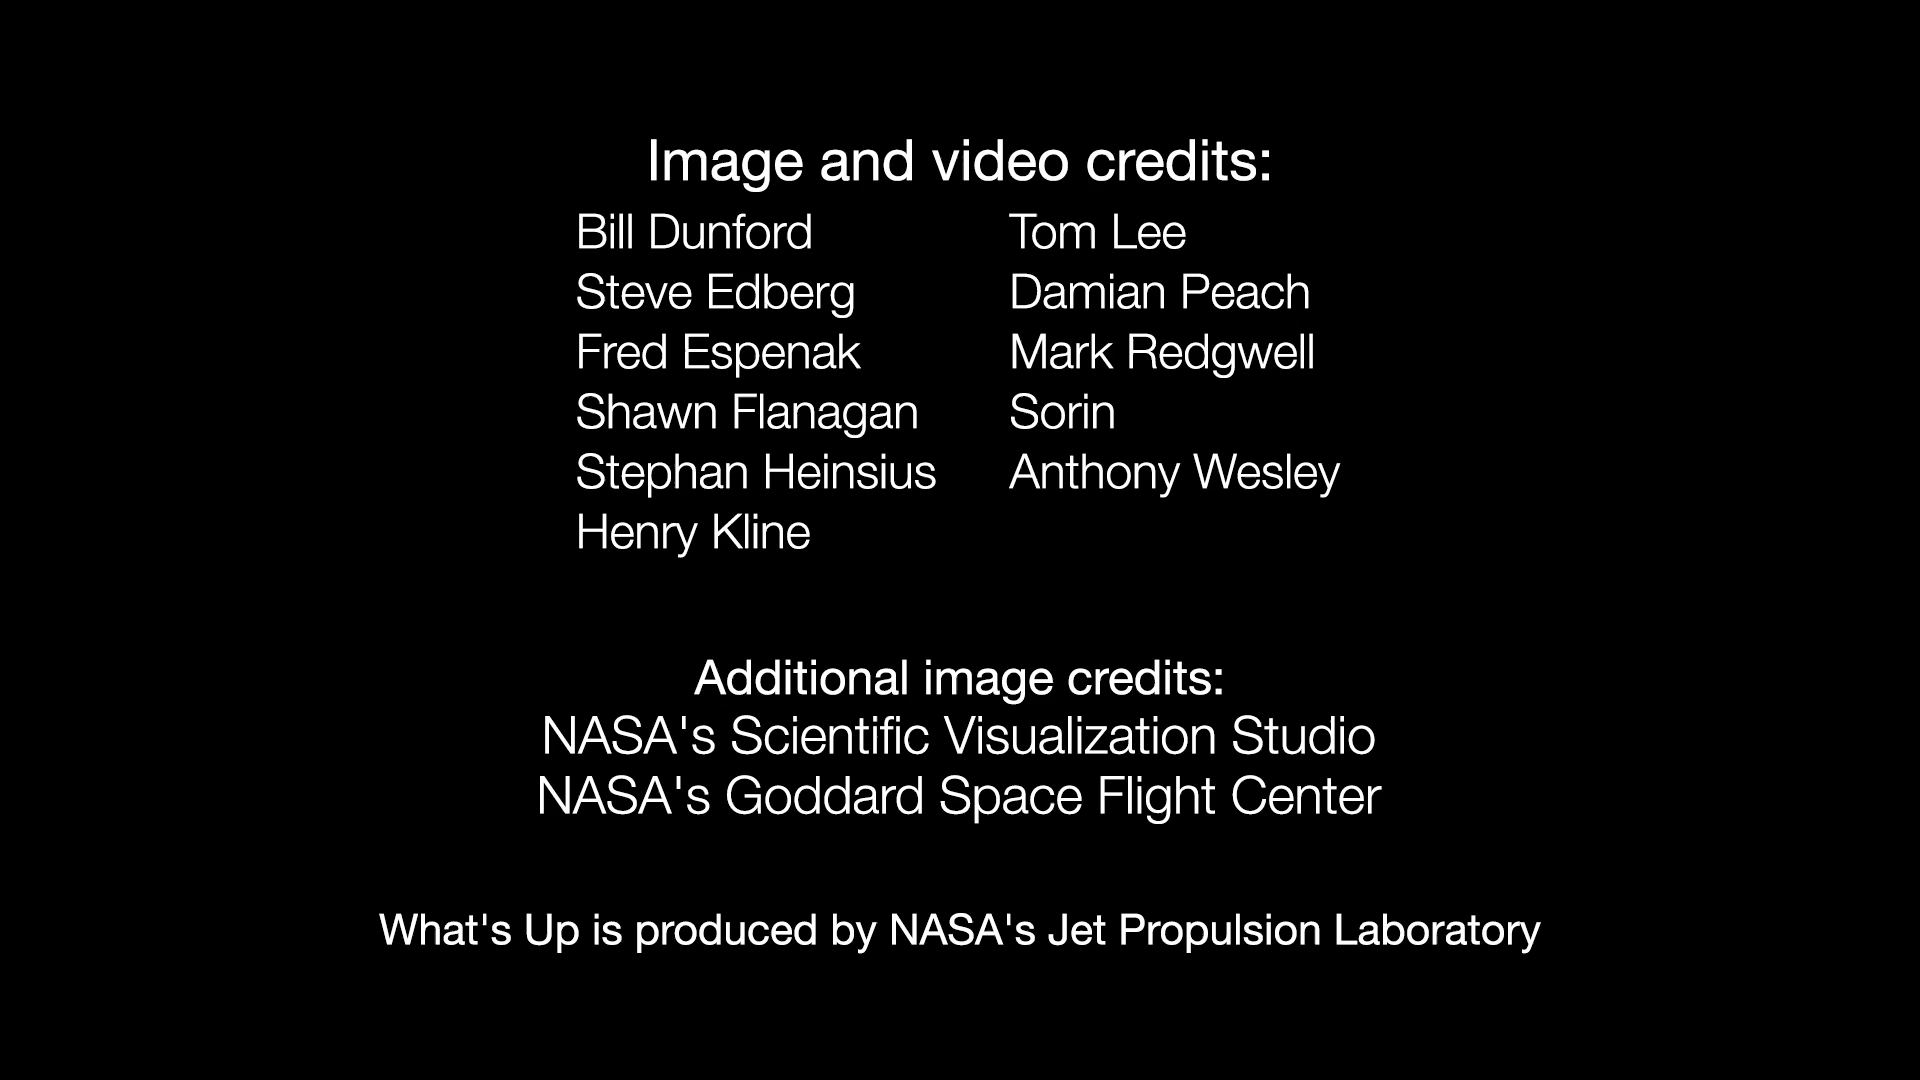 Image and video credits:
Bill Dunford
Steve Edberg
Fred Espenak
Shawn Flanagan
Stephan Heinsius
Henry Kline
Tom Lee
Damian Peach
Mark Redgwell
Sorin
Anthony Wesley
Additional image credits:
NASA's Scientific Visualization Studio
NASA's Goddard Space Flight Center
What's Up is produced by NASA's Jet Propulsion Laboratory